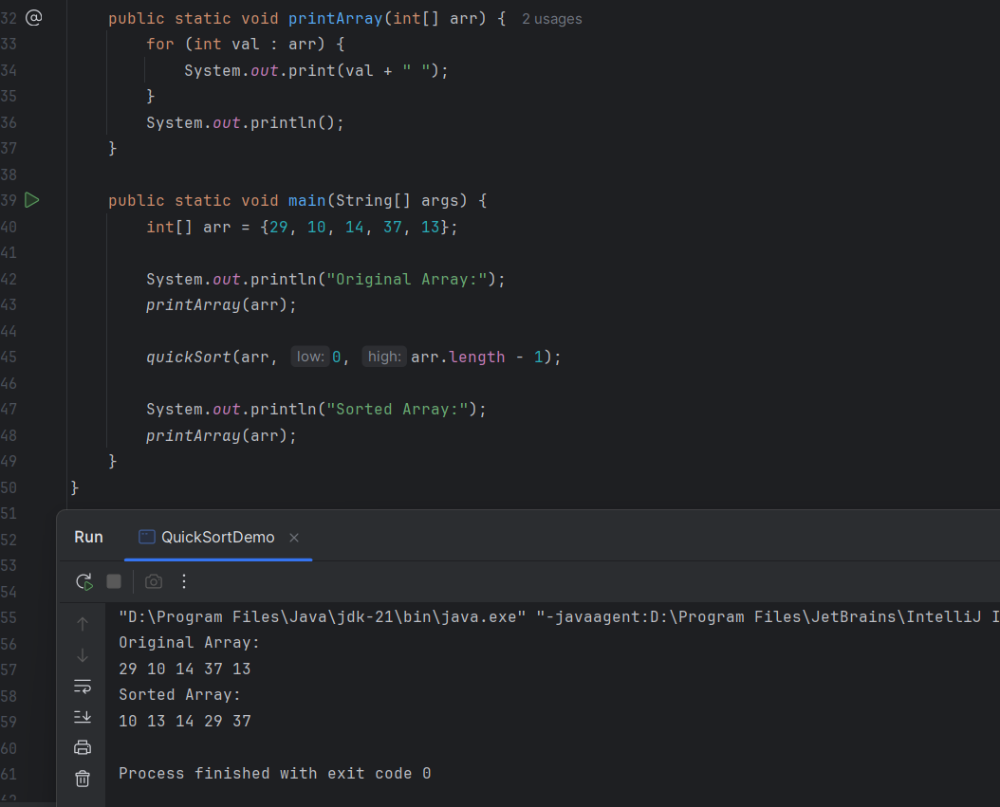 32 @ public static void printArray(int[] arr) { 2 usages
33 for (int val : arr) {
34 System.out.print(val + " ");
35 }
36 System.out.println();
37 }
38
39 public static void main(String[] args) {
40 int[] arr = {29, 10, 14, 37, 13};
41
42 System.out.println("Original Array:");
43 printArray(arr);
44
45 quickSort(arr, low: 0, high: arr.length - 1);
46
47 System.out.println("Sorted Array:");
48 printArray(arr);
49 }
50 }
51
52 Run QuickSortDemo ×
53
54
55 "D:\Program Files\Java\jdk-21\bin\java.exe" "-javaagent:D:\Program Files\JetBrains\IntelliJ I
56 Original Array:
57 29 10 14 37 13
58 Sorted Array:
59 10 13 14 29 37
60
61 Process finished with exit code 0